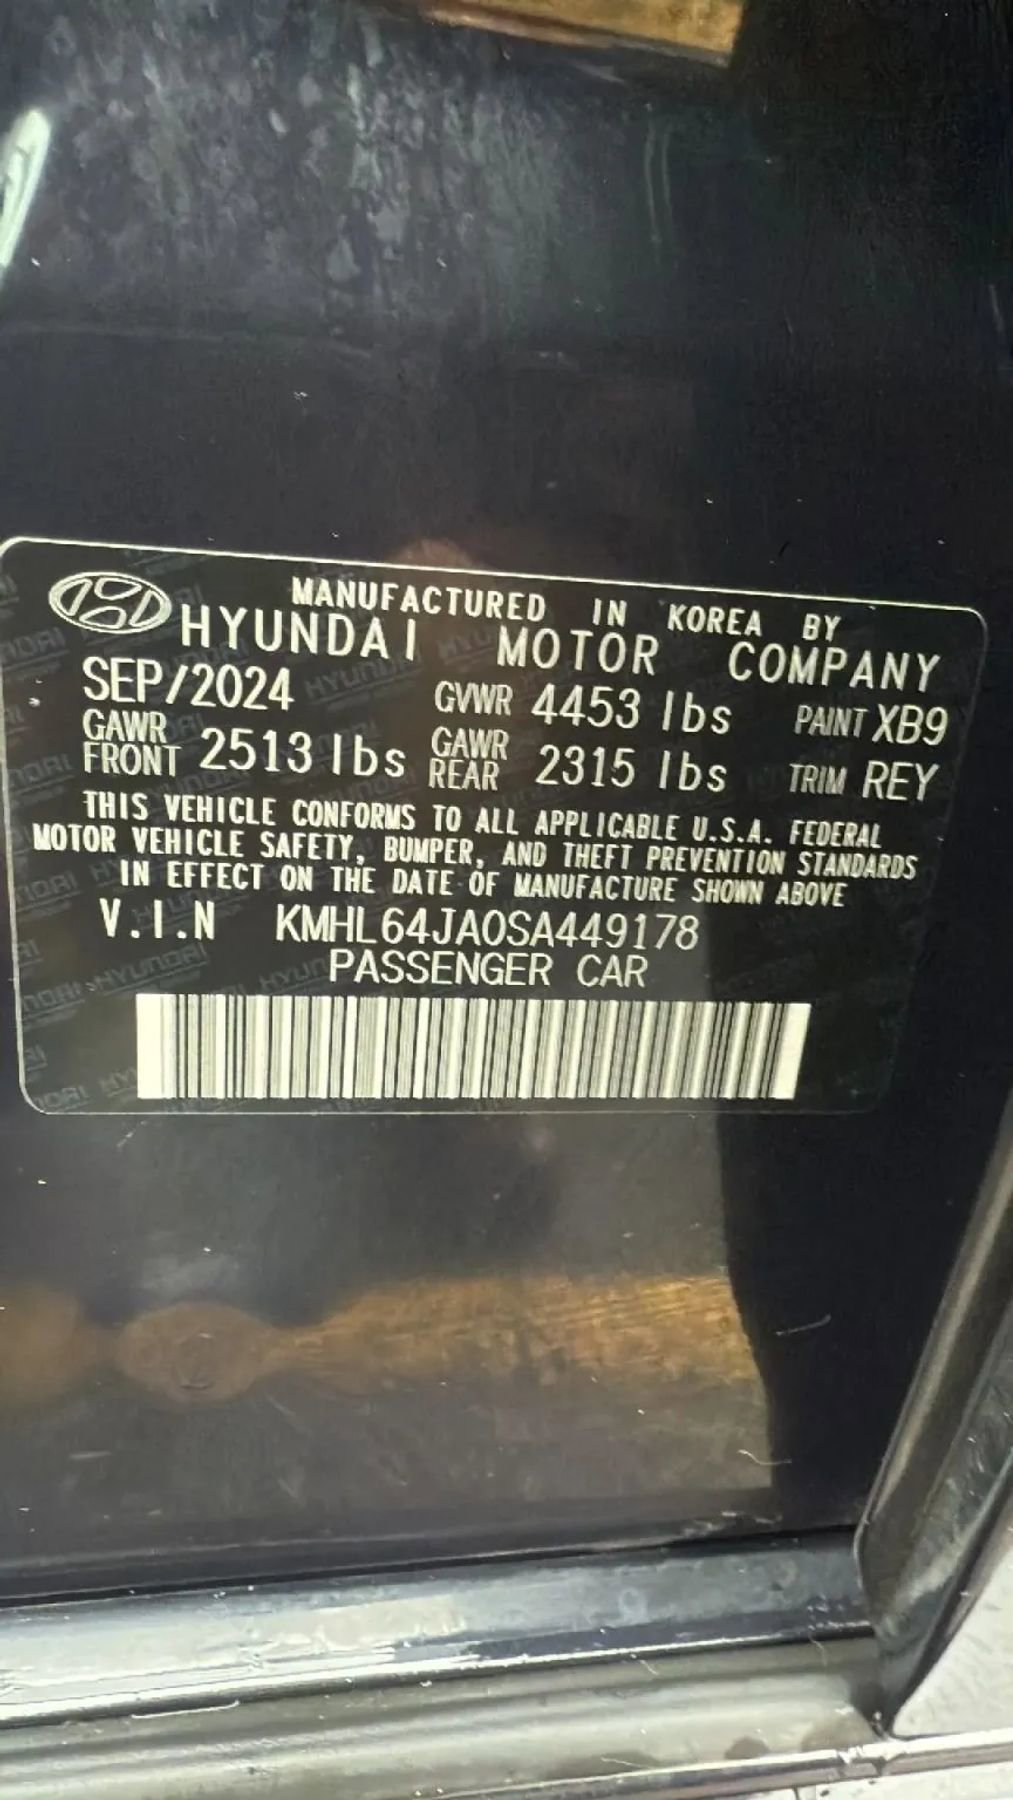 MANUFACTURED IN KOREA BY
HYUNDAI MOTOR COMPANY
SEP/2024 GVWR 4453 lbs PAINT XB9
GAWR FRONT 2513 lbs GAWR REAR 2315 lbs TRIM REY
THIS VEHICLE CONFORMS TO ALL APPLICABLE U.S.A. FEDERAL
MOTOR VEHICLE SAFETY, BUMPER, AND THEFT PREVENTION STANDARDS
IN EFFECT ON THE DATE OF MANUFACTURE SHOWN ABOVE
V.I.N KMHL64JA0SA449178
PASSENGER CAR